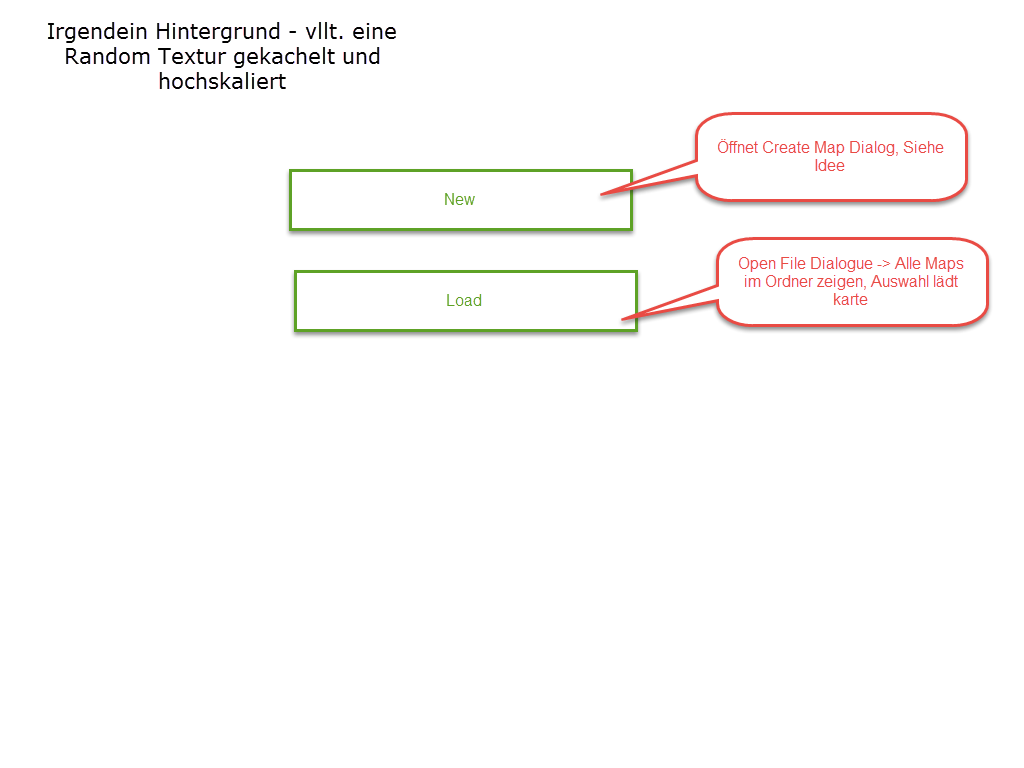 Irgendein Hintergrund - vllt. eine
Random Textur gekachelt und
hochskaliert
Öffnet Create Map Dialog, Siehe
Idee
New
Open File Dialogue -> Alle Maps
im Ordner zeigen, Auswahl lädt
karte
Load